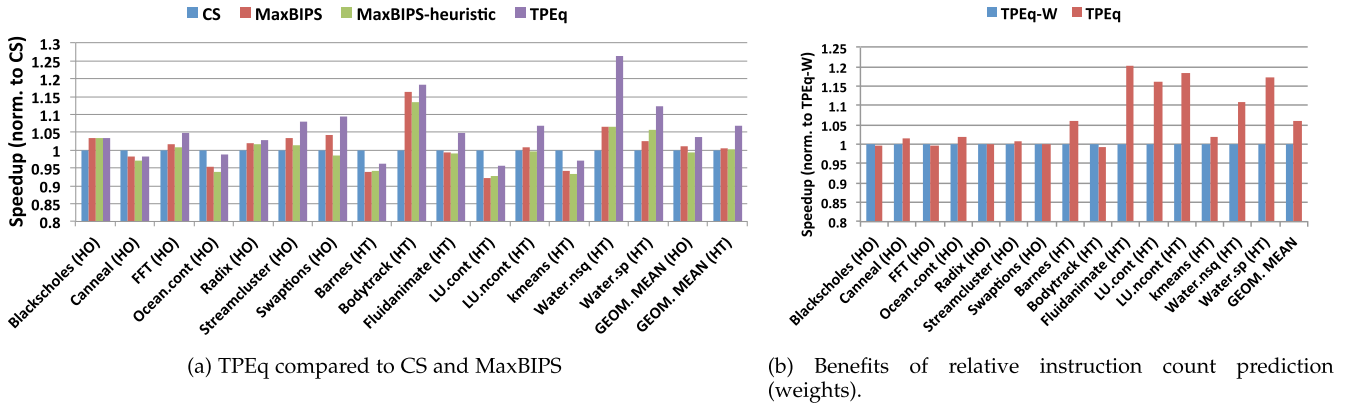 CS MaxBIPS MaxBIPS-heuristic TPEq
Speedup (norm. to CS)
1.3
1.25
1.2
1.15
1.1
1.05
1
0.95
0.9
0.85
0.8
Blackscholes (HO)
Canneal (HO)
FFT (HO)
Ocean.cont (HO)
Radix (HO)
Streamcluster (HO)
Swaptions (HO)
Barnes (HT)
Bodytrack (HT)
Fluidanimate (HT)
LU.cont (HT)
LU.ncont (HT)
kmeans (HT)
Water.nsq (HT)
Water.sp (HT)
GEOM. MEAN (HO)
GEOM. MEAN (HT)
(a) TPEq compared to CS and MaxBIPS
TPEq-W TPEq
Speedup (norm. to TPEq-W)
1.25
1.2
1.15
1.1
1.05
1
0.95
0.9
0.85
0.8
Blackscholes (HO)
Canneal (HO)
FFT (HO)
Ocean.cont (HO)
Radix (HO)
Streamcluster (HO)
Swaptions (HO)
Barnes (HT)
Bodytrack (HT)
Fluidanimate (HT)
LU.cont (HT)
LU.ncont (HT)
kmeans (HT)
Water.nsq (HT)
Water.sp (HT)
GEOM. MEAN
(b) Benefits of relative instruction count prediction
(weights).